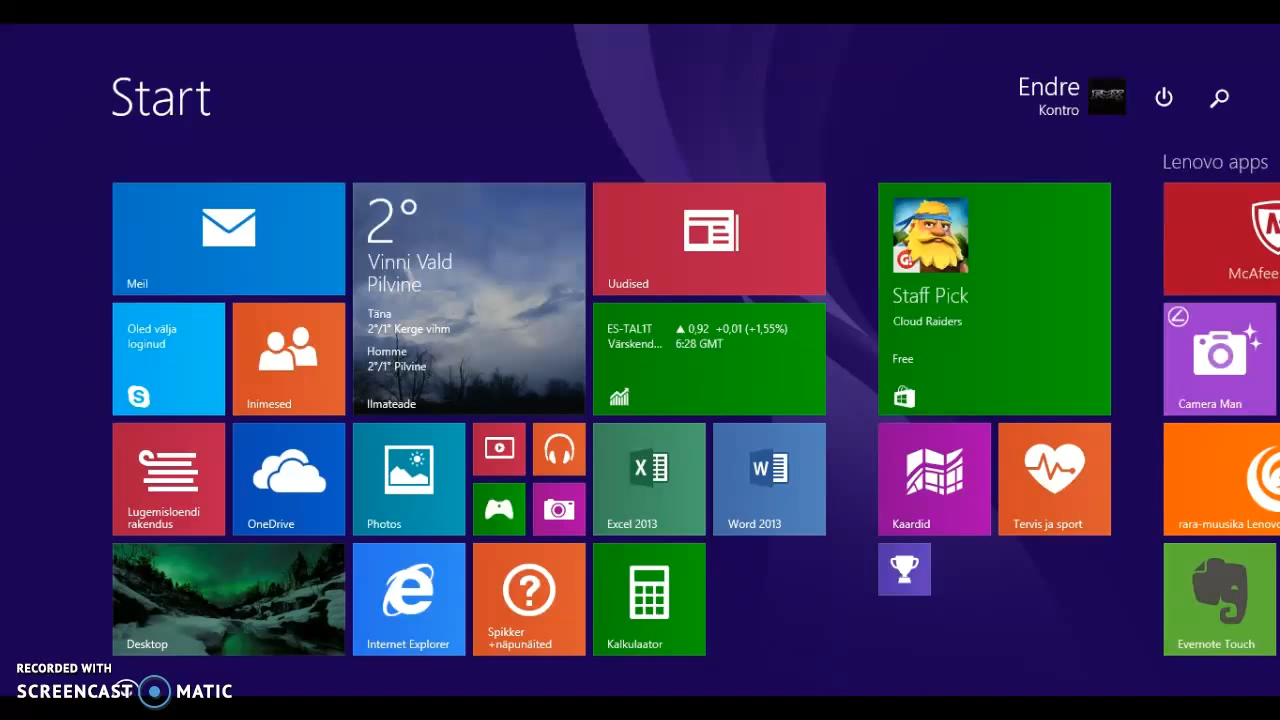 Start
Endre
Kontro
Lenovo apps
Meil
2°
Vinni Vald
Pilvine
Täna
2°/1° Kerge vihm
Homme
2°/1° Pilvine
Ilmateade
Uudised
Staff Pick
Cloud Raiders
Free
McAfee
Oled välja
loginud
Inimesed
ES-TAL1T ▲ 0,92 +0,01 (+1,55%)
Värskend... 6:28 GMT
Camera Man
Lugemisloendi
rakendus
OneDrive
Photos
Excel 2013
Word 2013
Kaardid
Tervis ja sport
rara-muusika Lenovo
Desktop
Internet Explorer
Spikker
+näpunäited
Kalkulaator
Evernote Touch
RECORDED WITH
SCREENCAST MATIC